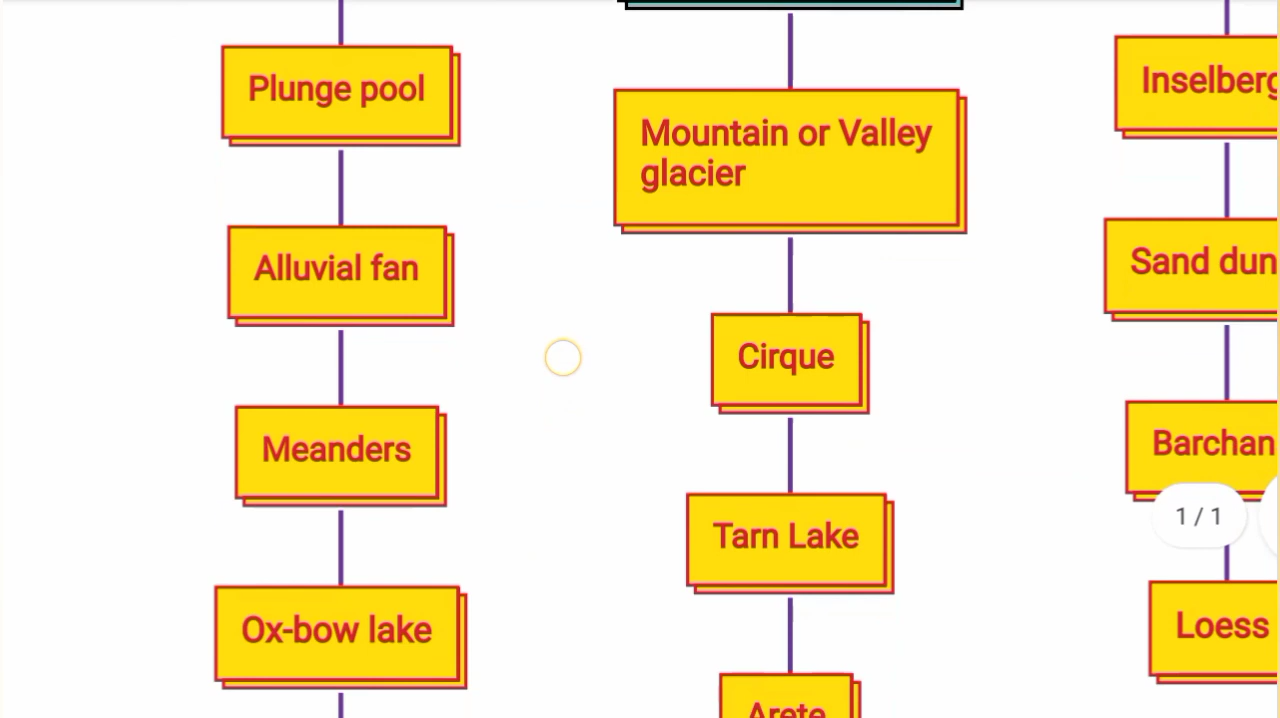 Plunge pool
Alluvial fan
Meanders
Ox-bow lake
Mountain or Valley
glacier
Cirque
Tarn Lake
Arete
Inselberg
Sand dun
Barchan
Loess
1 / 1